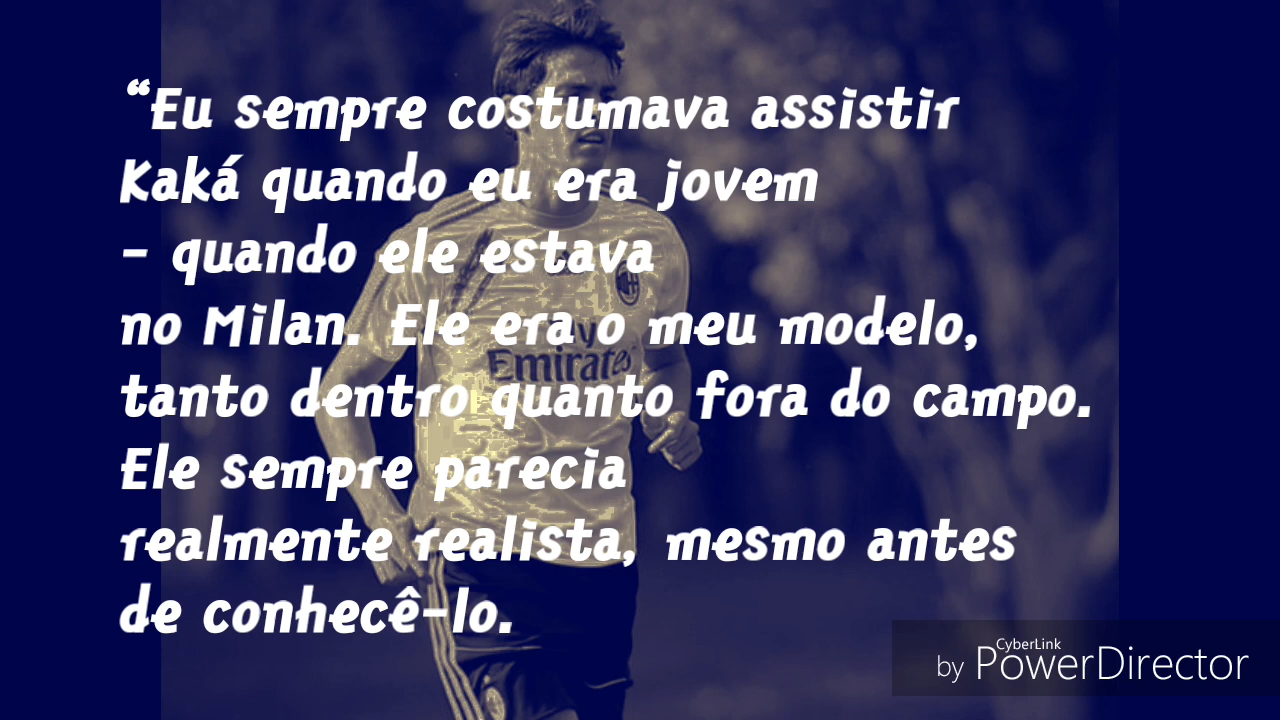 “Eu sempre costumava assistir
Kaká quando eu era jovem
- quando ele estava
no Milan. Ele era o meu modelo,
tanto dentro quanto fora do campo.
Ele sempre parecia
realmente realista, mesmo antes
de conhecê-lo.
Fly
Emirates
CyberLink
by PowerDirector